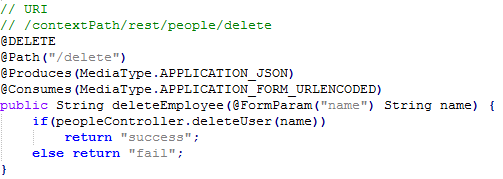 // URI
// /contextPath/rest/people/delete
@DELETE
@Path("/delete")
@Produces(MediaType.APPLICATION_JSON)
@Consumes(MediaType.APPLICATION_FORM_URLENCODED)
public String deleteEmployee(@FormParam("name") String name) {
    if(peopleController.deleteUser(name))
        return "success";
    else return "fail";
}